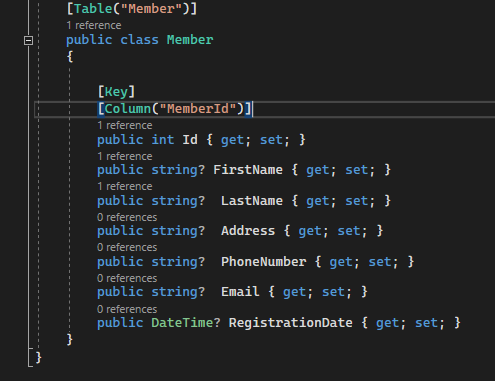 [Table("Member")]
1 reference
public class Member
{
[Key]
[Column("MemberId")]
1 reference
public int Id { get; set; }
1 reference
public string? FirstName { get; set; }
1 reference
public string?  LastName { get; set; }
0 references
public string?  Address { get; set; }
0 references
public string?  PhoneNumber { get; set; }
0 references
public string?  Email { get; set; }
0 references
public DateTime? RegistrationDate { get; set; }
}
}